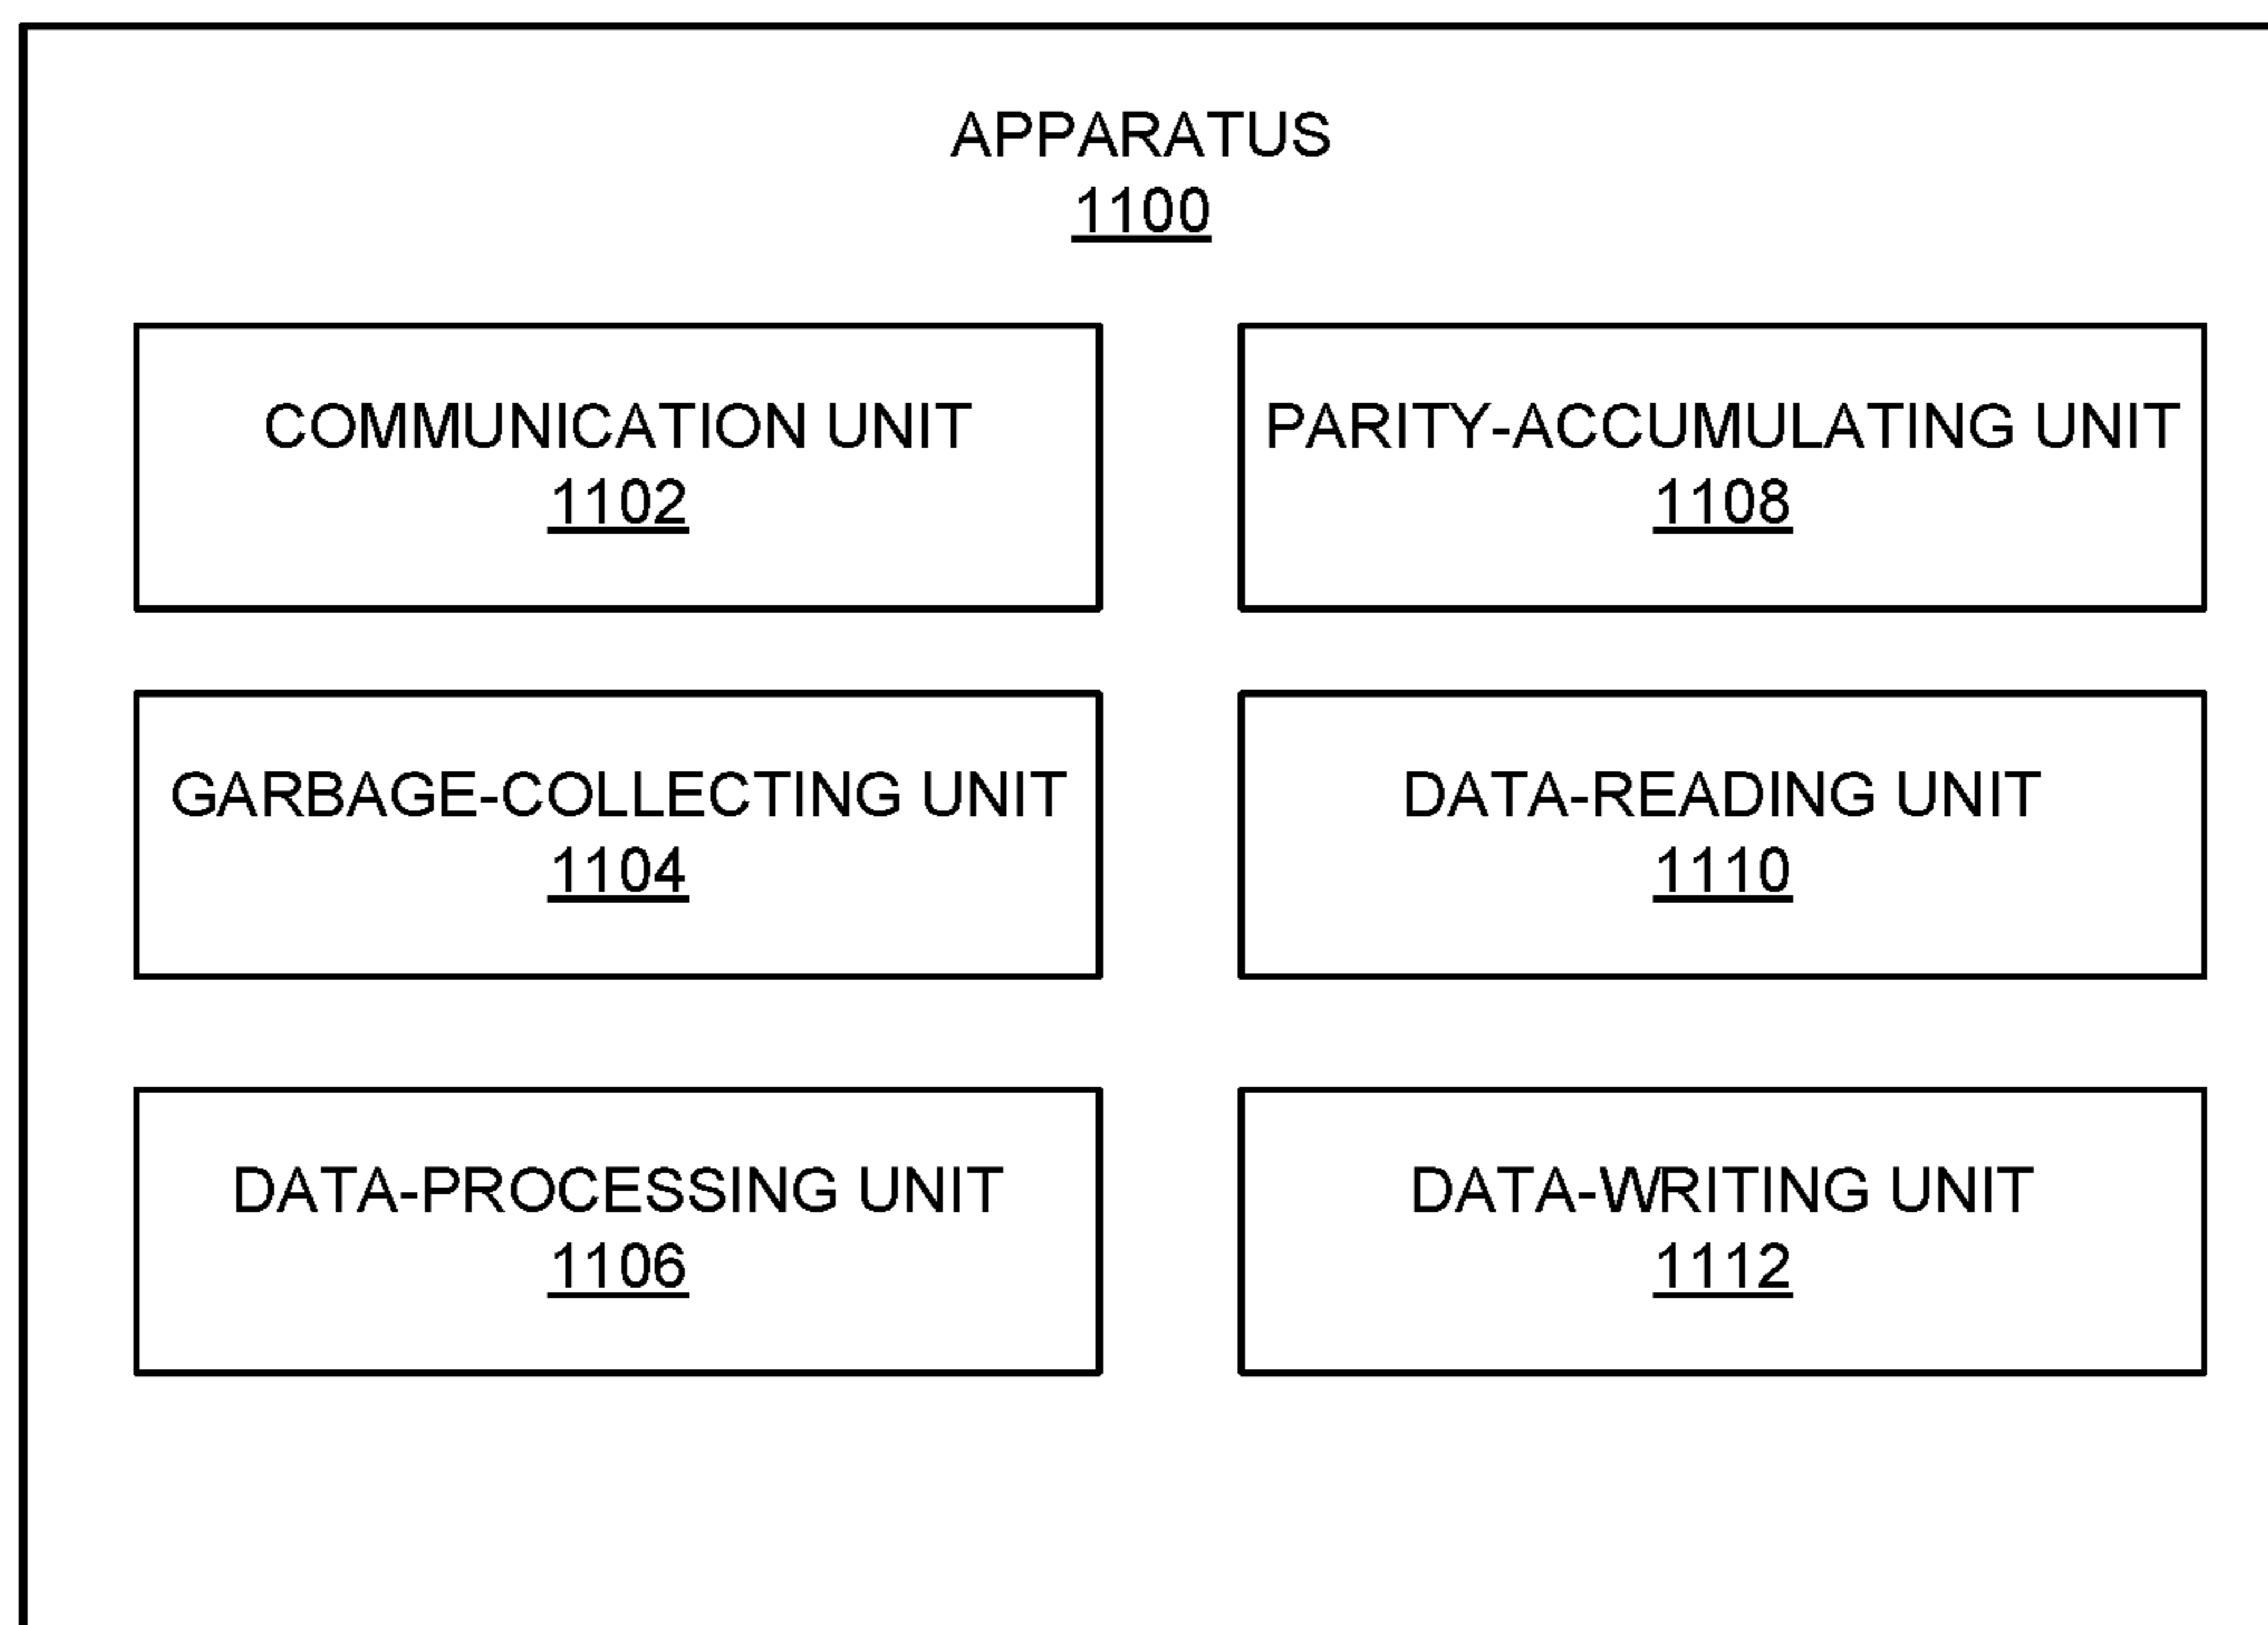 APPARATUS
1100
COMMUNICATION UNIT
1102
PARITY-ACCUMULATING UNIT
1108
GARBAGE-COLLECTING UNIT
1104
DATA-READING UNIT
1110
DATA-PROCESSING UNIT
1106
DATA-WRITING UNIT
1112